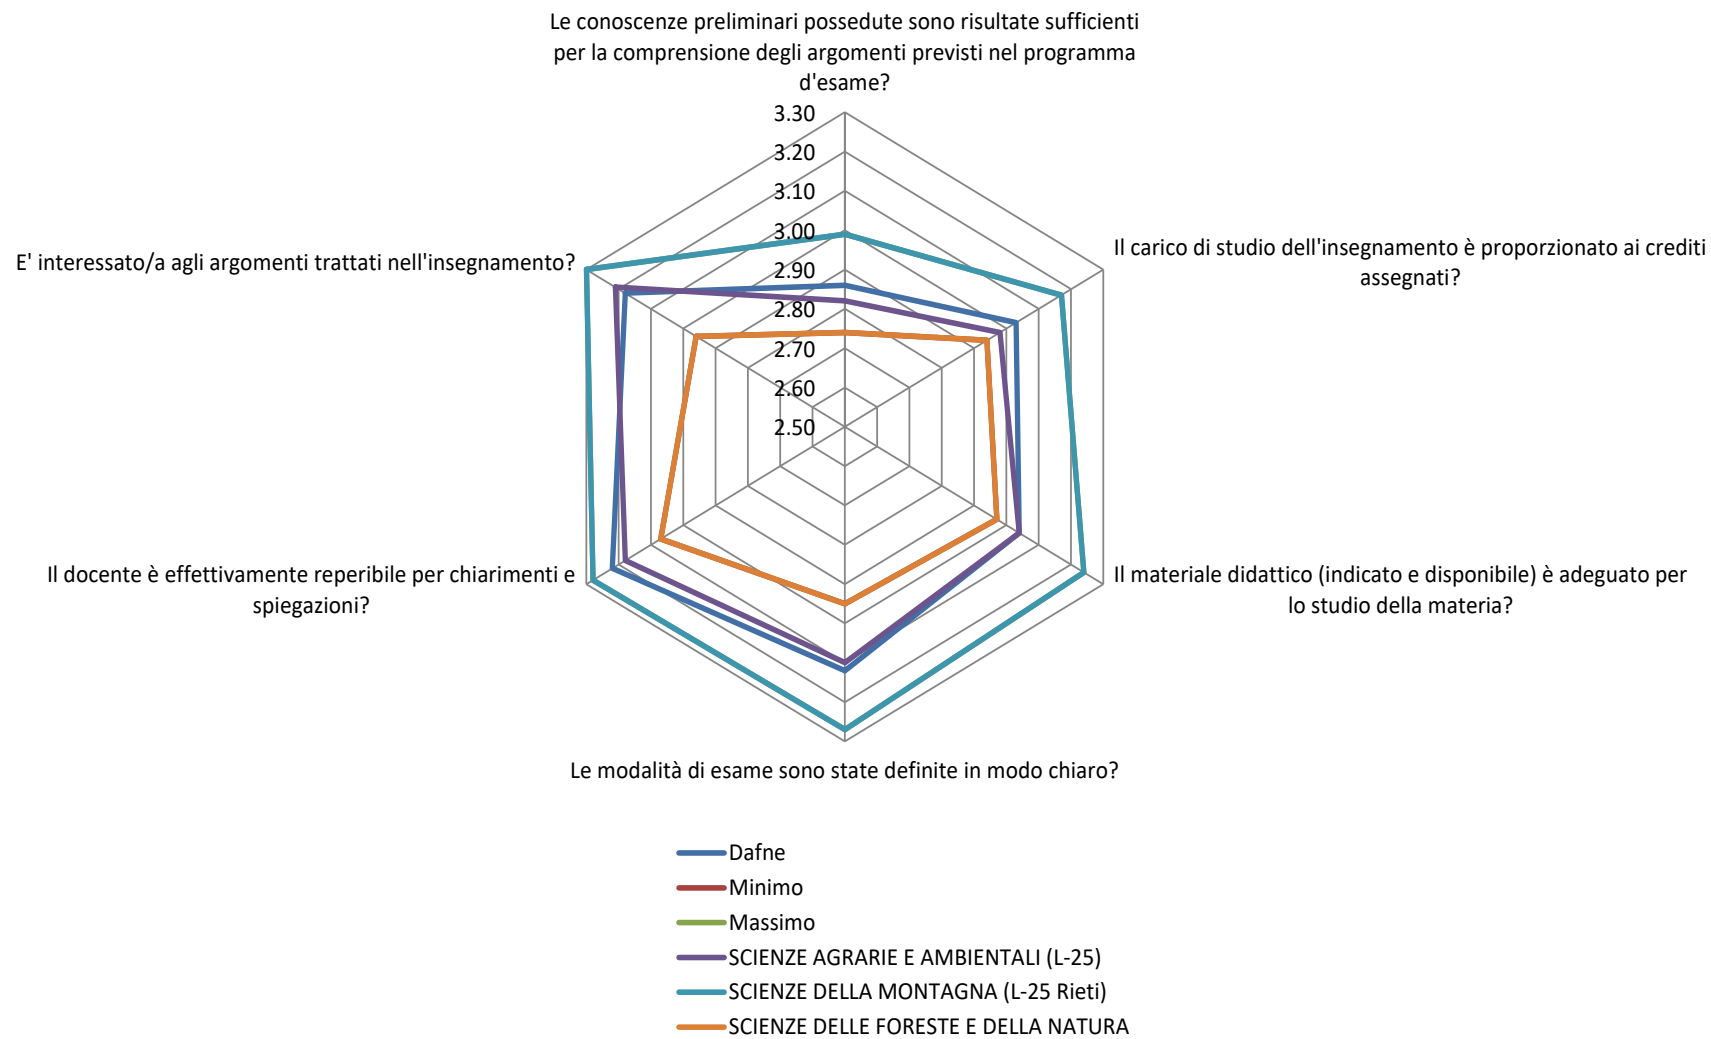 Le conoscenze preliminari possedute sono risultate sufficienti
per la comprensione degli argomenti previsti nel programma
d'esame?
3.30
3.20
3.10
3.00
2.90
2.80
2.70
2.60
2.50
E' interessato/a agli argomenti trattati nell'insegnamento?
Il carico di studio dell'insegnamento è proporzionato ai crediti
assegnati?
Il docente è effettivamente reperibile per chiarimenti e
spiegazioni?
Il materiale didattico (indicato e disponibile) è adeguato per
lo studio della materia?
Le modalità di esame sono state definite in modo chiaro?
Dafne
Minimo
Massimo
SCIENZE AGRARIE E AMBIENTALI (L-25)
SCIENZE DELLA MONTAGNA (L-25 Rieti)
SCIENZE DELLE FORESTE E DELLA NATURA